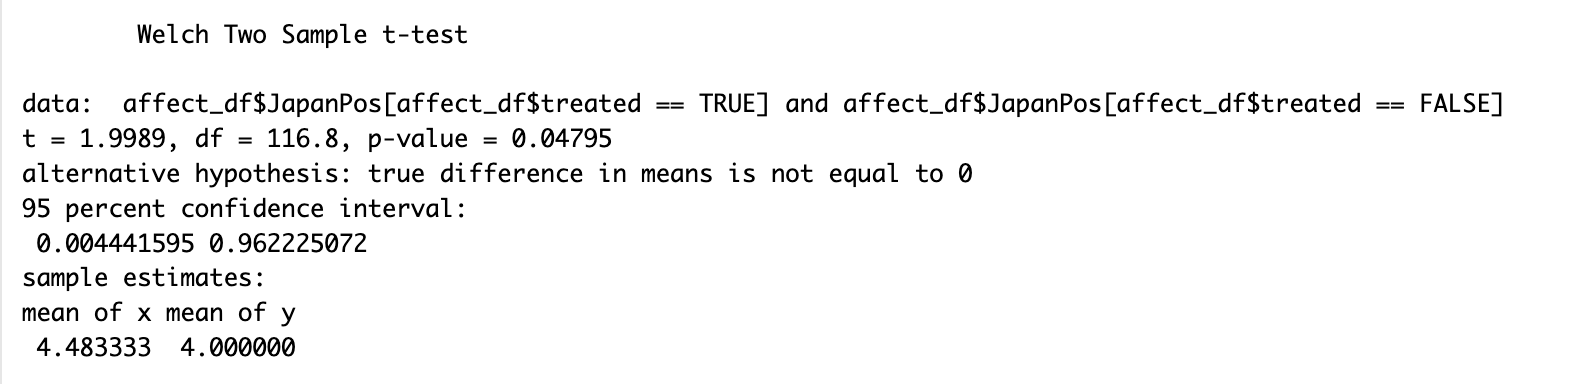 Welch Two Sample t-test
data:  affect_df$JapanPos[affect_df$treated == TRUE] and affect_df$JapanPos[affect_df$treated == FALSE]
t = 1.9989, df = 116.8, p-value = 0.04795
alternative hypothesis: true difference in means is not equal to 0
95 percent confidence interval:
 0.004441595 0.962225072
sample estimates:
mean of x mean of y
 4.483333  4.000000